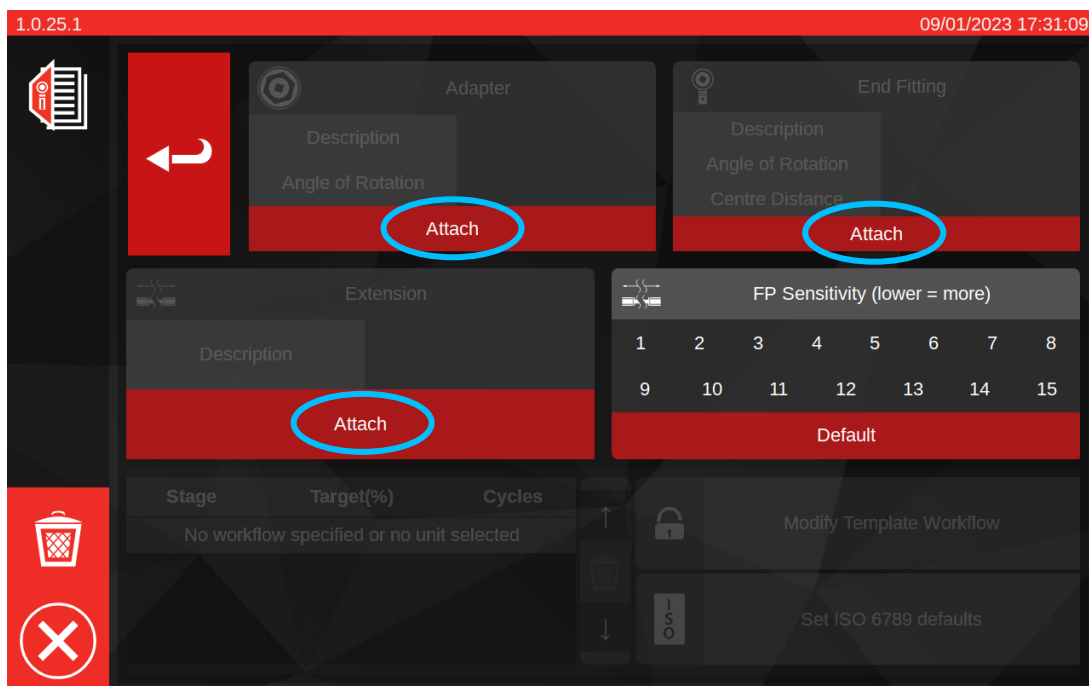 1.0.25.1
09/01/2023 17:31:09
Adapter
Description
Angle of Rotation
Attach
End Fitting
Description
Angle of Rotation
Centre Distance
Attach
Extension
Description
Attach
FP Sensitivity (lower = more)
1 2 3 4 5 6 7 8
9 10 11 12 13 14 15
Default
Stage Target(%) Cycles
No workflow specified or no unit selected
Modify Template Workflow
ISO
Set ISO 6789 defaults